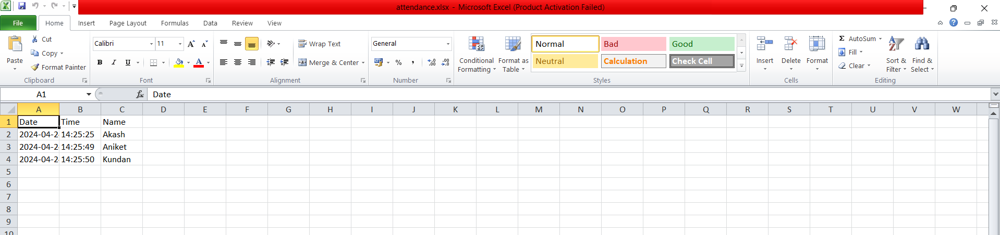 attendance.xlsx - Microsoft Excel (Product Activation Failed)
File Home Insert Page Layout Formulas Data Review View
Paste Cut Copy Format Painter
Clipboard
Calibri 11
B I U
Font
Wrap Text
Merge & Center
Alignment
General
% ,
Number
Conditional Formatting Format as Table
Normal Bad Good
Neutral Calculation Check Cell
Styles
Insert Delete Format
Cells
AutoSum
Fill
Clear
Sort & Filter Find & Select
Editing
A1 fx Date
A B C D E F G H I J K L M N O P Q R S T U V W
1 Date Time Name
2 2024-04-2 14:25:25 Akash
3 2024-04-2 14:25:49 Aniket
4 2024-04-2 14:25:50 Kundan
5
6
7
8
9
10